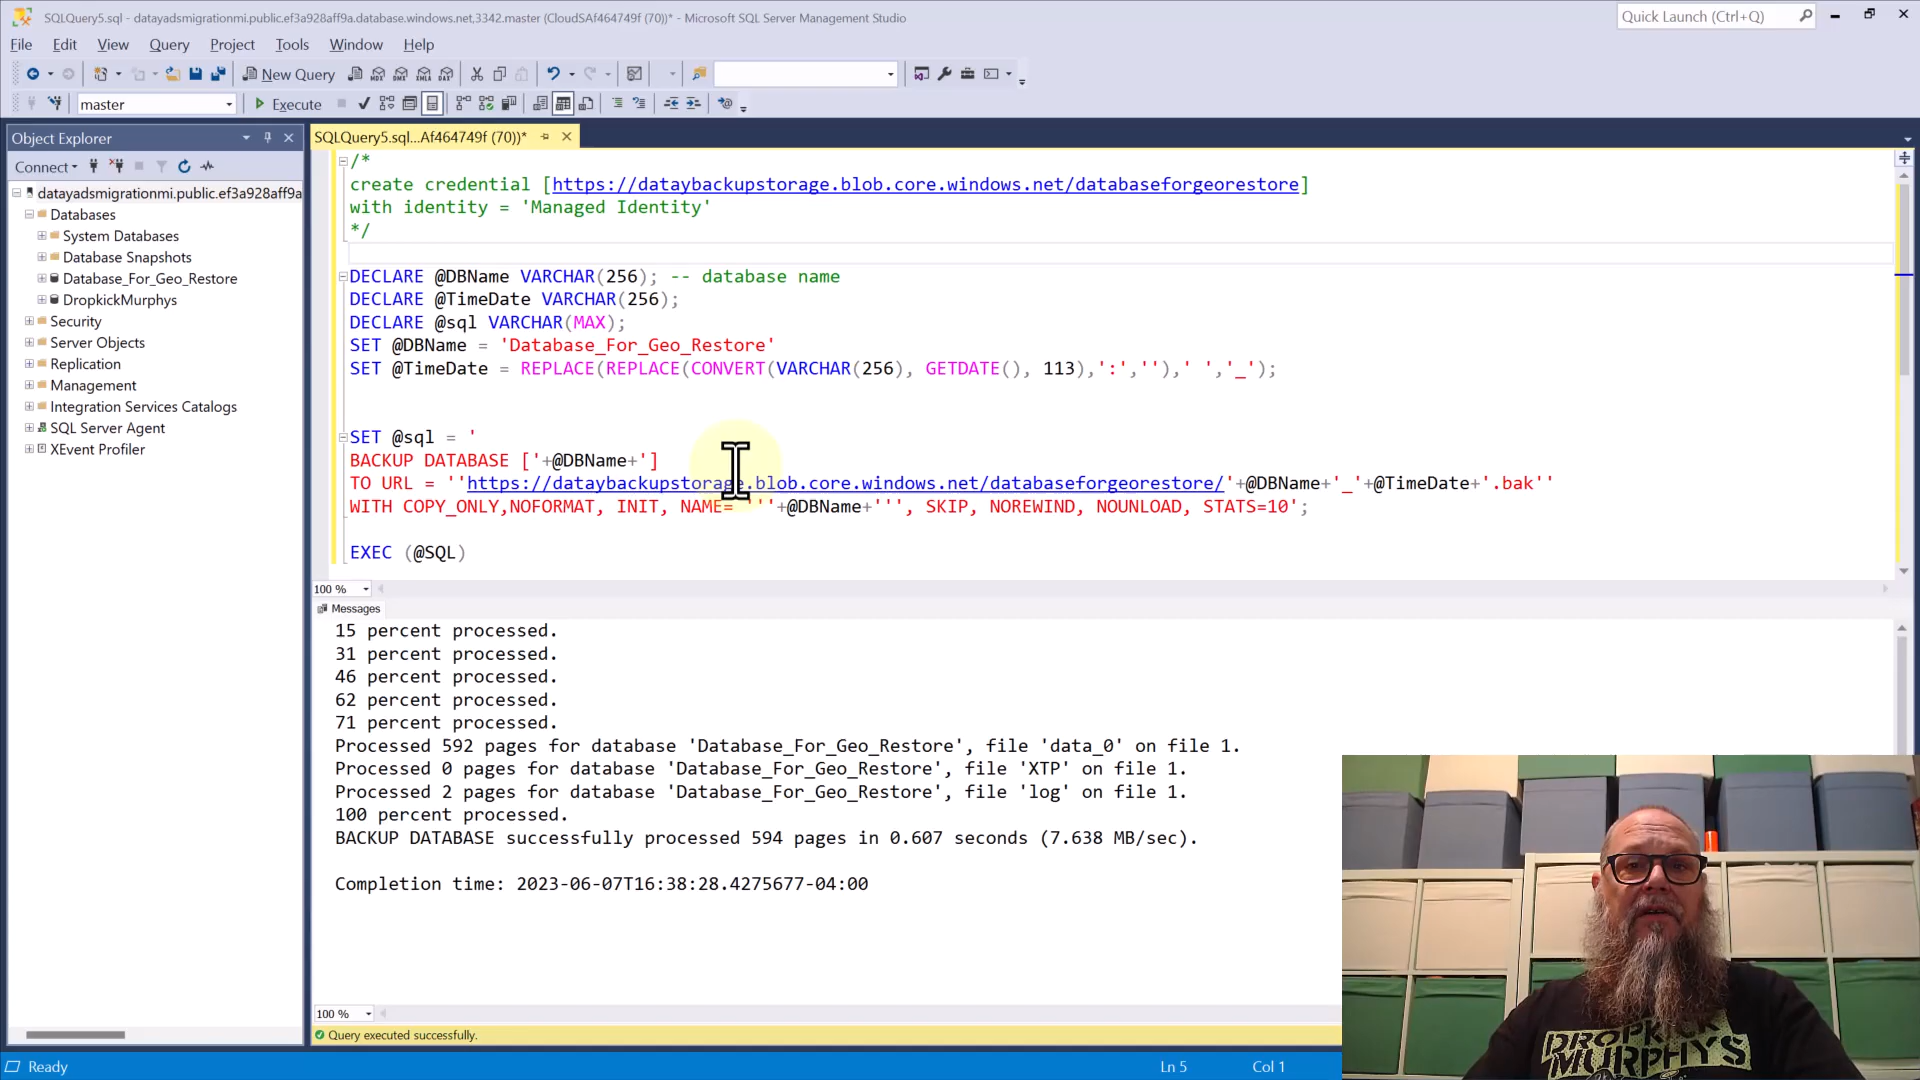 SQLQuery5.sql - datayadsmigrationmi.public.ef3a928aff9a.database.windows.net,3342.master (CloudSAf464749f (70))* - Microsoft SQL Server Management Studio
Quick Launch (Ctrl+Q)
File Edit View Query Project Tools Window Help
New Query
master
Execute
Object Explorer
SQLQuery5.sql...Af464749f (70))*
Connect
datayadsmigrationmi.public.ef3a928aff9a
Databases
System Databases
Database Snapshots
Database_For_Geo_Restore
DropkickMurphys
Security
Server Objects
Replication
Management
Integration Services Catalogs
SQL Server Agent
XEvent Profiler
/*
create credential [https://dataybackupstorage.blob.core.windows.net/databaseforgeorestore]
with identity = 'Managed Identity'
*/
DECLARE @DBName VARCHAR(256); -- database name
DECLARE @TimeDate VARCHAR(256);
DECLARE @sql VARCHAR(MAX);
SET @DBName = 'Database_For_Geo_Restore'
SET @TimeDate = REPLACE(REPLACE(CONVERT(VARCHAR(256), GETDATE(), 113),':',''),' ','_');
SET @sql = '
BACKUP DATABASE ['+@DBName+']
TO URL = ''https://dataybackupstorage.blob.core.windows.net/databaseforgeorestore/'+@DBName+'_'+@TimeDate+'.bak''
WITH COPY_ONLY,NOFORMAT, INIT, NAME= '''+@DBName+''', SKIP, NOREWIND, NOUNLOAD, STATS=10';
EXEC (@SQL)
100 %
Messages
15 percent processed.
31 percent processed.
46 percent processed.
62 percent processed.
71 percent processed.
Processed 592 pages for database 'Database_For_Geo_Restore', file 'data_0' on file 1.
Processed 0 pages for database 'Database_For_Geo_Restore', file 'XTP' on file 1.
Processed 2 pages for database 'Database_For_Geo_Restore', file 'log' on file 1.
100 percent processed.
BACKUP DATABASE successfully processed 594 pages in 0.607 seconds (7.638 MB/sec).
Completion time: 2023-06-07T16:38:28.4275677-04:00
100 %
Query executed successfully.
Ready
Ln 5
Col 1
DROPKICK
MURPHY'S